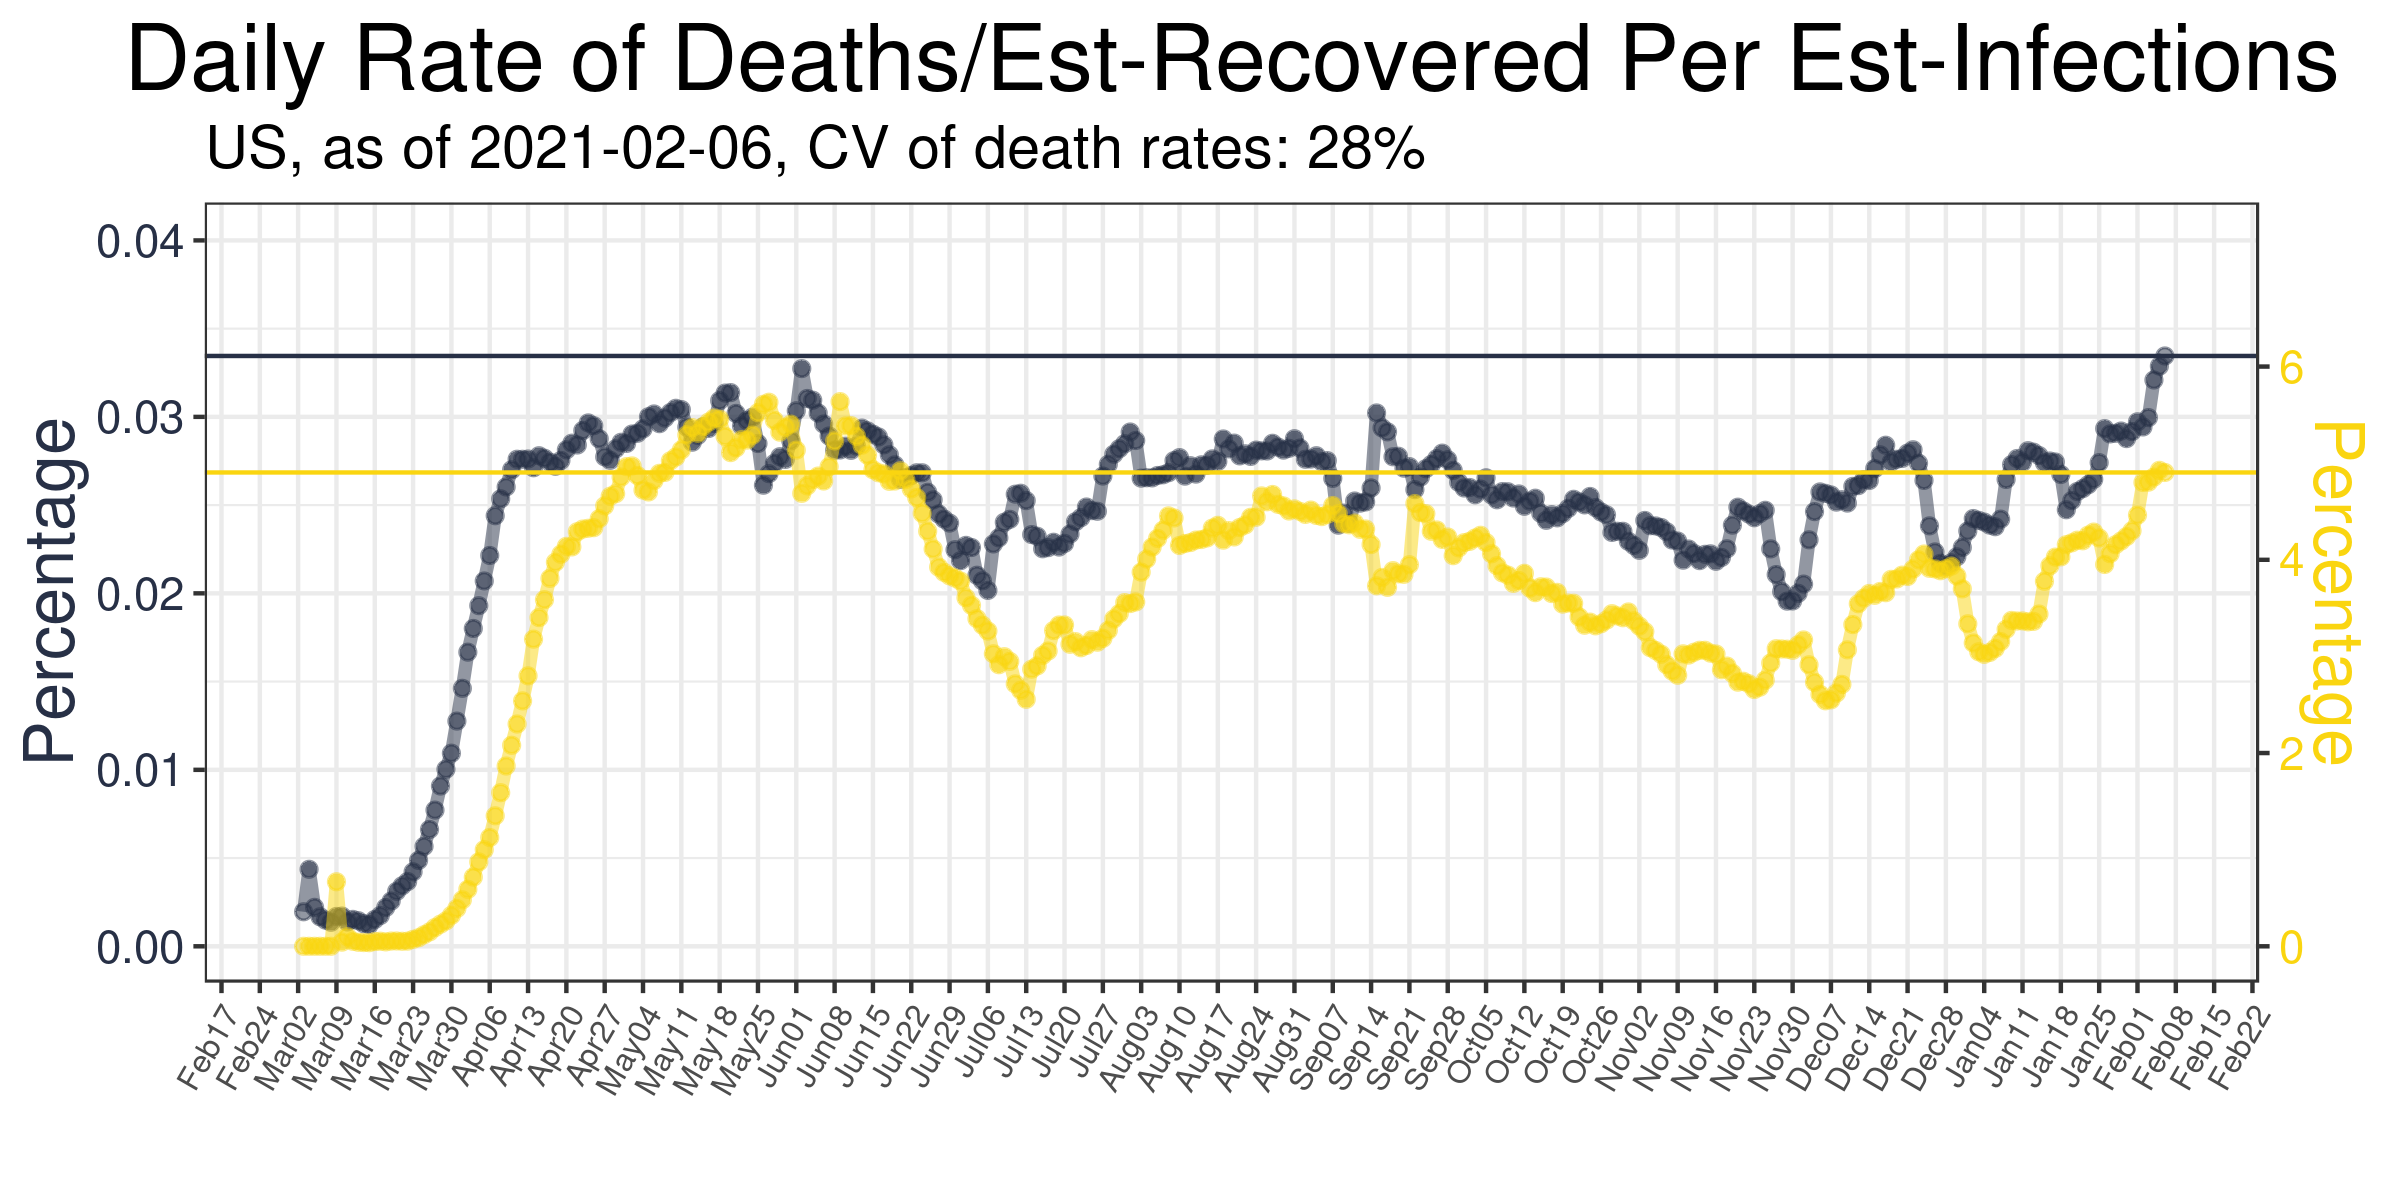 Daily Rate of Deaths/Est-Recovered Per Est-Infections
US, as of 2021-02-06, CV of death rates: 28%
Percentage
0.04
0.03
0.02
0.01
0.00
6
4
2
0
Percentage
Feb17
Feb24
Mar02
Mar09
Mar16
Mar23
Mar30
Apr06
Apr13
Apr20
Apr27
May04
May11
May18
May25
Jun01
Jun08
Jun15
Jun22
Jun29
Jul06
Jul13
Jul20
Jul27
Aug03
Aug10
Aug17
Aug24
Aug31
Sep07
Sep14
Sep21
Sep28
Oct05
Oct12
Oct19
Oct26
Nov02
Nov09
Nov16
Nov23
Nov30
Dec07
Dec14
Dec21
Dec28
Jan04
Jan11
Jan18
Jan25
Feb01
Feb08
Feb15
Feb22